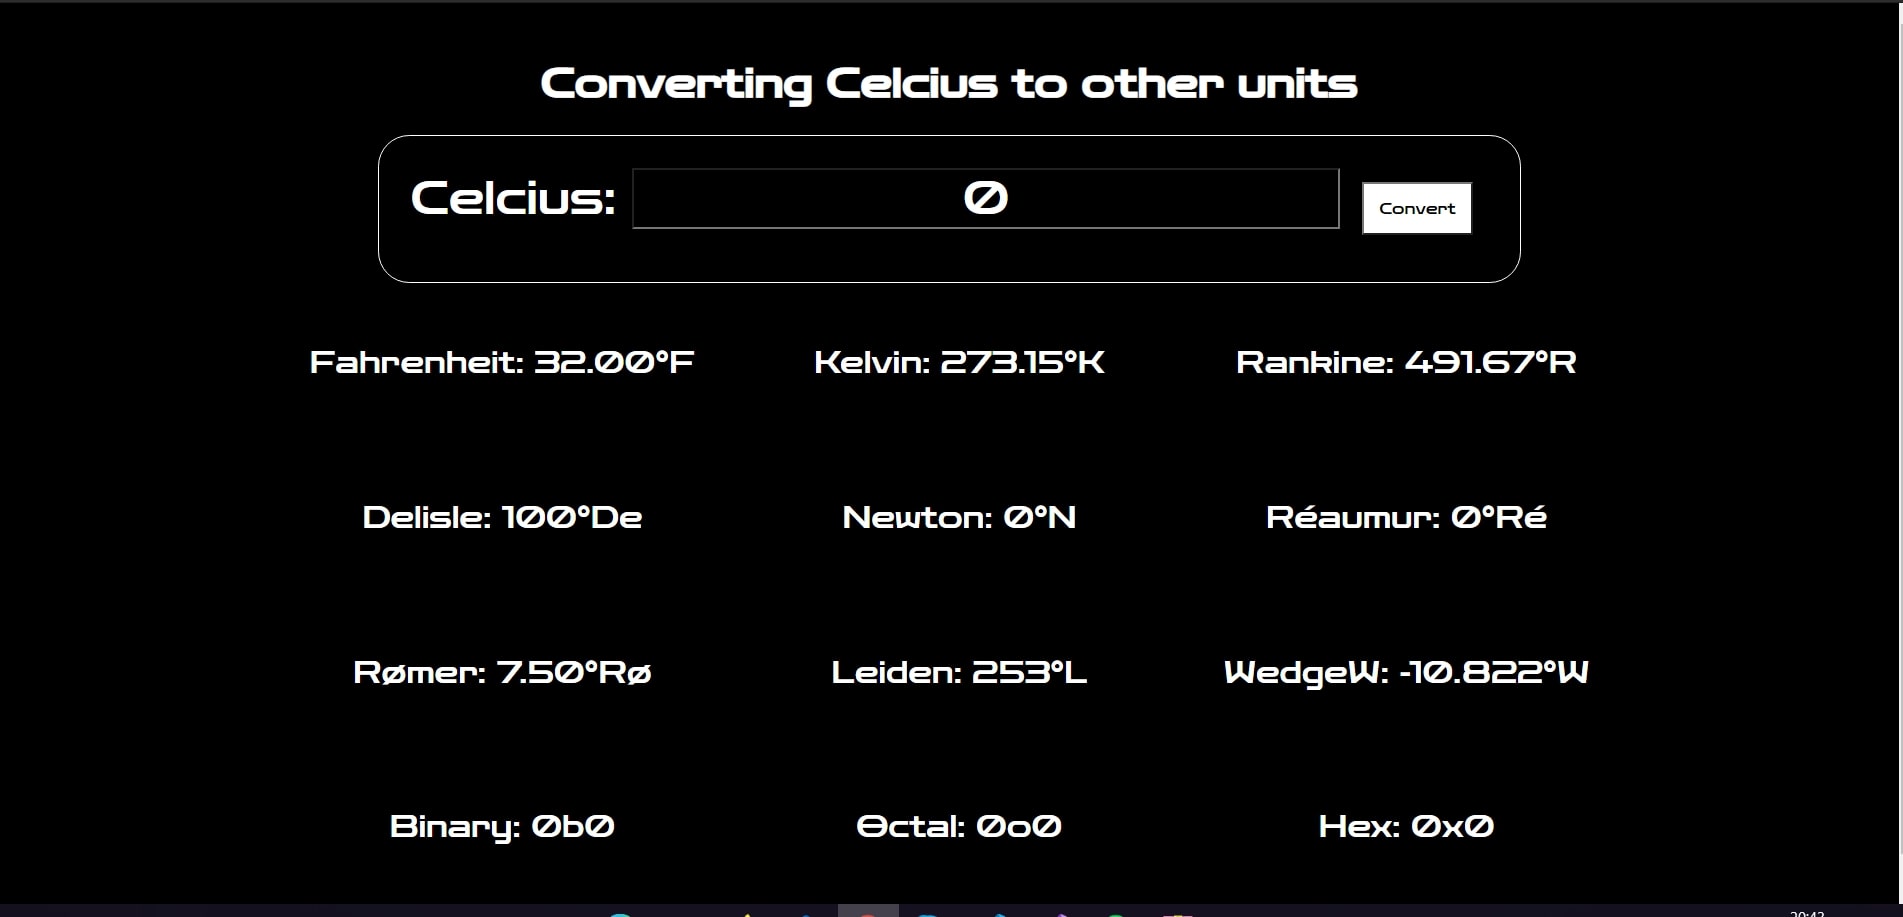 Converting Celcius to other units
Celcius: 0 Convert
Fahrenheit: 32.00°F Kelvin: 273.15°K Rankine: 491.67°R
Delisle: 100°De Newton: 0°N Réaumur: 0°Ré
Rømer: 7.50°Rø Leiden: 253°L WedgeW: -10.822°W
Binary: 0b0 Octal: 0o0 Hex: 0x0